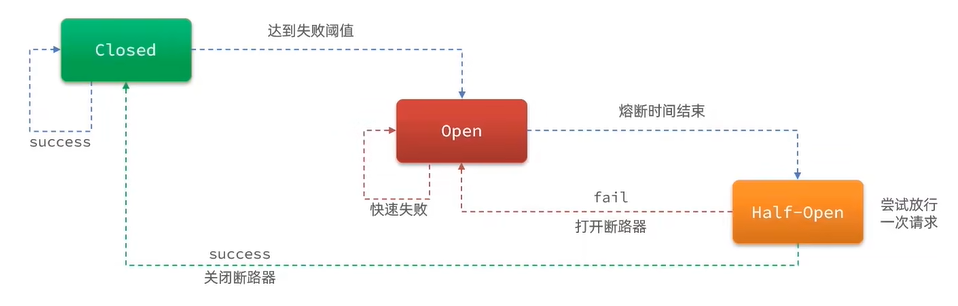 达到失败阈值
Closed
success
Open
熔断时间结束
快速失败
fail
打开断路器
Half-Open
尝试放行
一次请求
success
关闭断路器